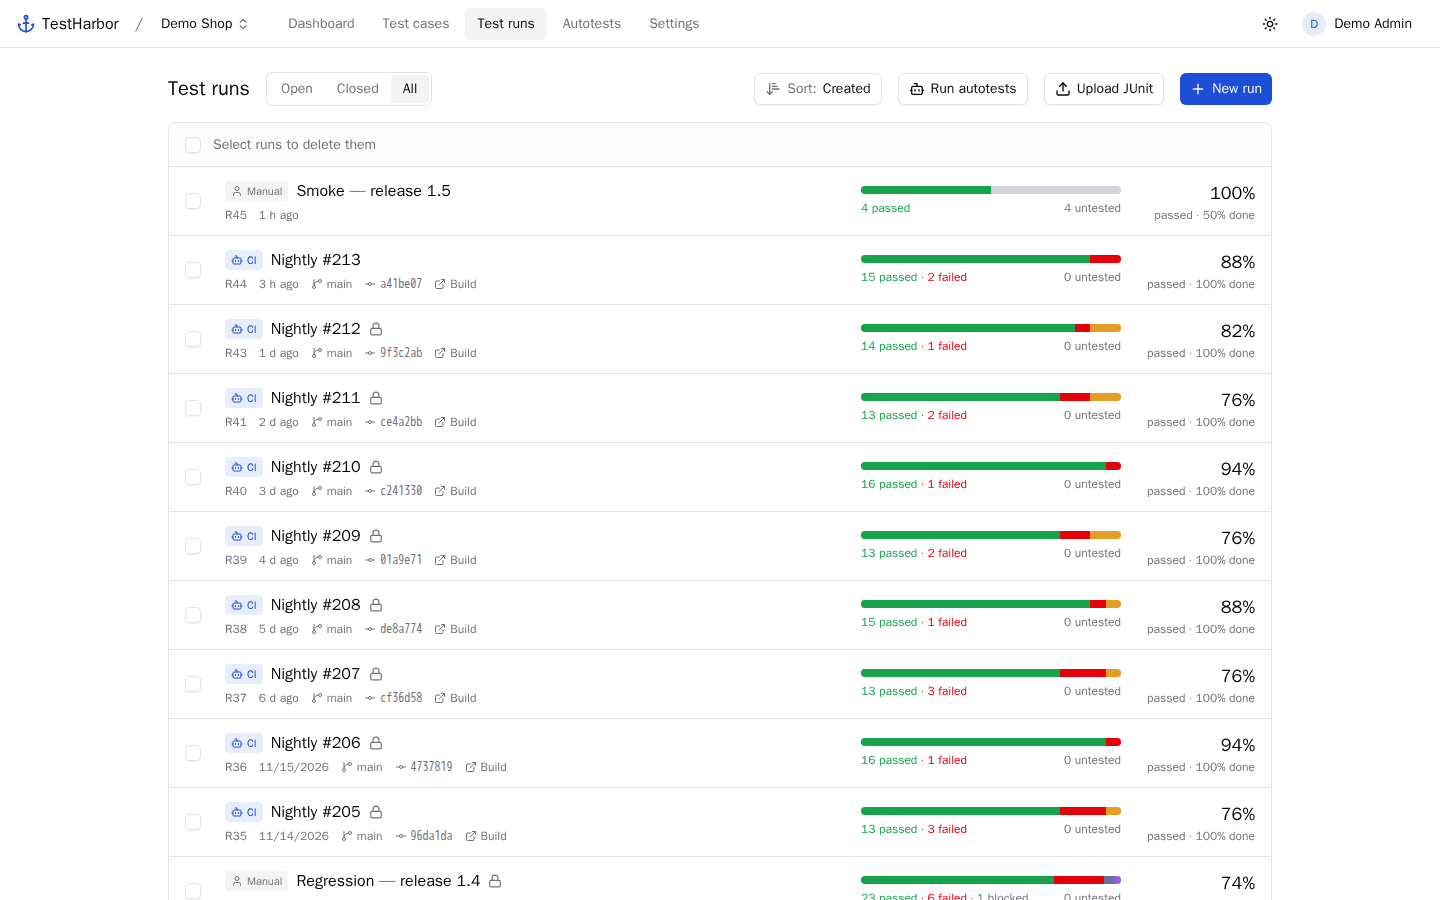 TestHarbor / Demo Shop Dashboard Test cases Test runs Autotests Settings D Demo Admin
Test runs Open Closed All Sort: Created Run autotests Upload JUnit New run
Select runs to delete them
Manual Smoke — release 1.5 100%
R45 1 h ago 4 passed 4 untested passed · 50% done
CI Nightly #213 88%
R44 3 h ago main a41be07 Build 15 passed · 2 failed 0 untested passed · 100% done
CI Nightly #212 82%
R43 1 d ago main 9f3c2ab Build 14 passed · 1 failed 0 untested passed · 100% done
CI Nightly #211 76%
R41 2 d ago main ce4a2bb Build 13 passed · 2 failed 0 untested passed · 100% done
CI Nightly #210 94%
R40 3 d ago main c241330 Build 16 passed · 1 failed 0 untested passed · 100% done
CI Nightly #209 76%
R39 4 d ago main 01a9e71 Build 13 passed · 2 failed 0 untested passed · 100% done
CI Nightly #208 88%
R38 5 d ago main de8a774 Build 15 passed · 1 failed 0 untested passed · 100% done
CI Nightly #207 76%
R37 6 d ago main cf36d58 Build 13 passed · 3 failed 0 untested passed · 100% done
CI Nightly #206 94%
R36 11/15/2026 main 4737819 Build 16 passed · 1 failed 0 untested passed · 100% done
CI Nightly #205 76%
R35 11/14/2026 main 96da1da Build 13 passed · 3 failed 0 untested passed · 100% done
Manual Regression — release 1.4 74%
23 passed · 6 failed · 1 blocked 0 untested